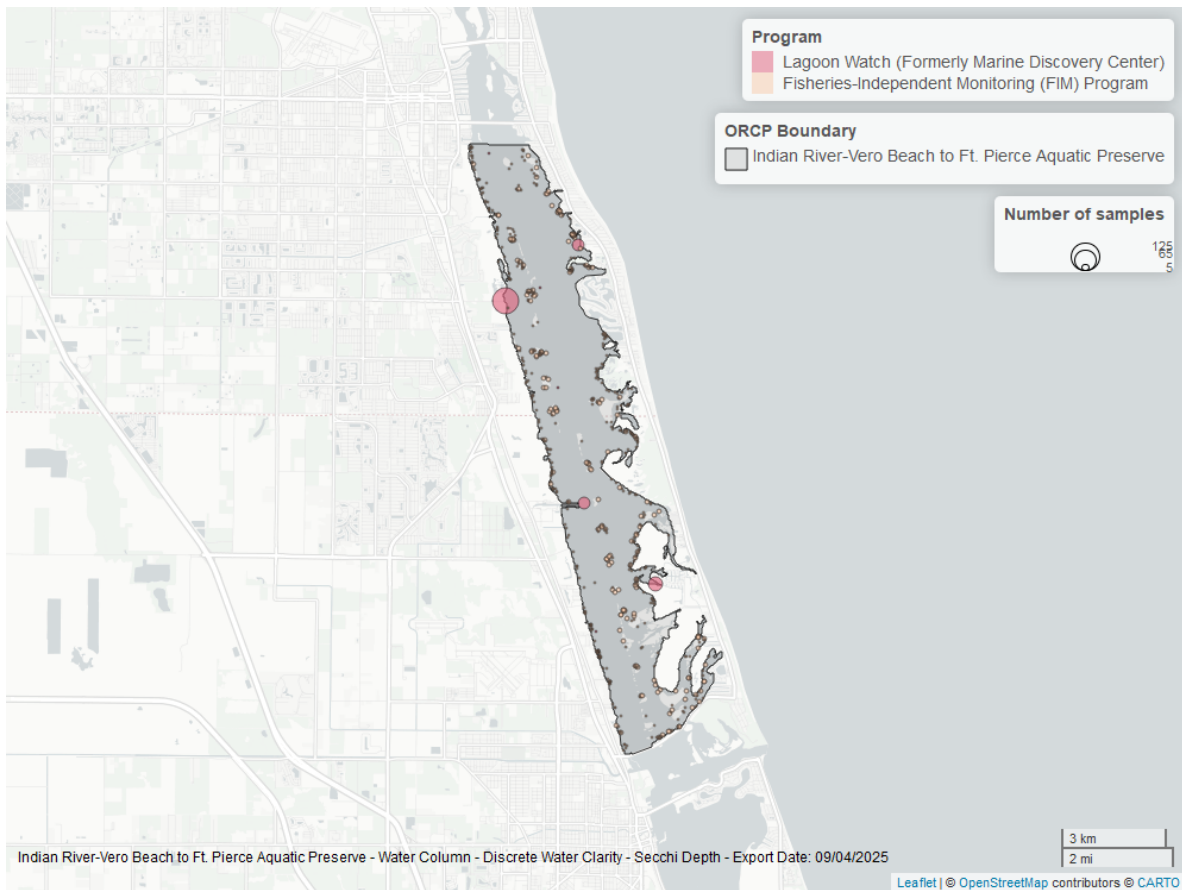 Program
Lagoon Watch (Formerly Marine Discovery Center)
Fisheries-Independent Monitoring (FIM) Program
ORCP Boundary
Indian River-Vero Beach to Ft. Pierce Aquatic Preserve
Number of samples
125
65
5
53
3 km
2 mi
Indian River-Vero Beach to Ft. Pierce Aquatic Preserve - Water Column - Discrete Water Clarity - Secchi Depth - Export Date: 09/04/2025
Leaflet | © OpenStreetMap contributors © CARTO